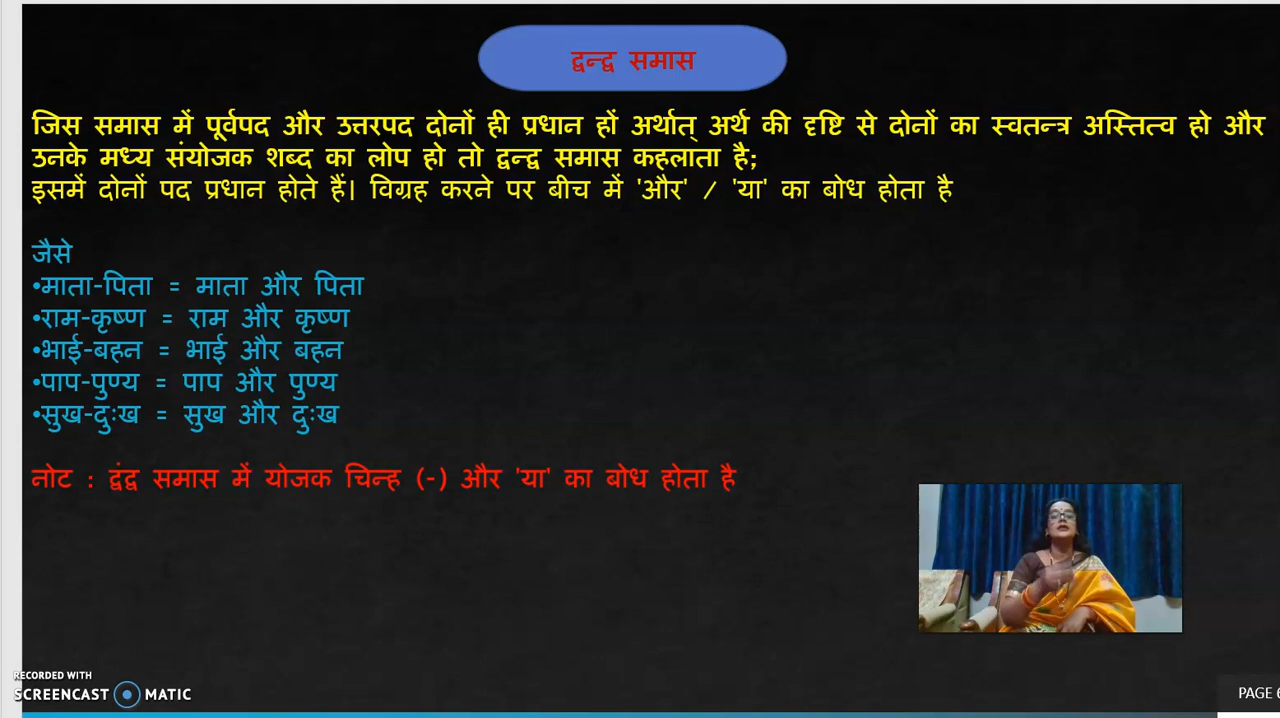 द्वन्द्व समास
जिस समास में पूर्वपद और उत्तरपद दोनों ही प्रधान हों अर्थात् अर्थ की दृष्टि से दोनों का स्वतन्त्र अस्तित्व हो और
उनके मध्य संयोजक शब्द का लोप हो तो द्वन्द्व समास कहलाता है;
इसमें दोनों पद प्रधान होते हैं| विग्रह करने पर बीच में 'और' / 'या' का बोध होता है
जैसे
•माता-पिता = माता और पिता
•राम-कृष्ण = राम और कृष्ण
•भाई-बहन = भाई और बहन
•पाप-पुण्य = पाप और पुण्य
•सुख-दुःख = सुख और दुःख
नोट : द्वंद्व समास में योजक चिन्ह (-) और 'या' का बोध होता है
RECORDED WITH
SCREENCAST MATIC
PAGE 6